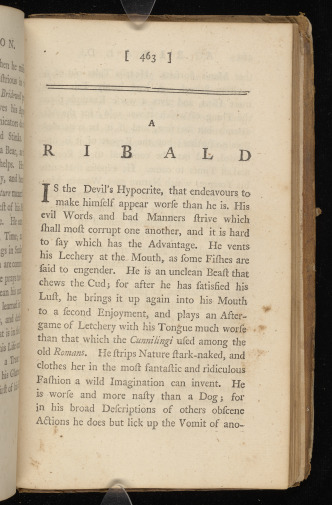 [ 463 ]
A
RIBALD
IS the Devil's Hypocrite, that endeavours to
make himſelf appear worſe than he is. His
evil Words and bad Manners ſtrive which
ſhall moſt corrupt one another, and it is hard
to ſay which has the Advantage. He vents
his Lechery at the Mouth, as ſome Fiſhes are
ſaid to engender. He is an unclean Beaſt that
chews the Cud; for after he has ſatisfied his
Luſt, he brings it up again into his Mouth
to a ſecond Enjoyment, and plays an After-
game of Letchery with his Tongue much worſe
than that which the Cunnilingi uſed among the
old Romans. He ſtrips Nature ſtark-naked, and
clothes her in the moſt fantaſtic and ridiculous
Faſhion a wild Imagination can invent. He
is worſe and more naſty than a Dog; for
in his broad Deſcriptions of others obſcene
Actions he does but lick up the Vomit of ano-